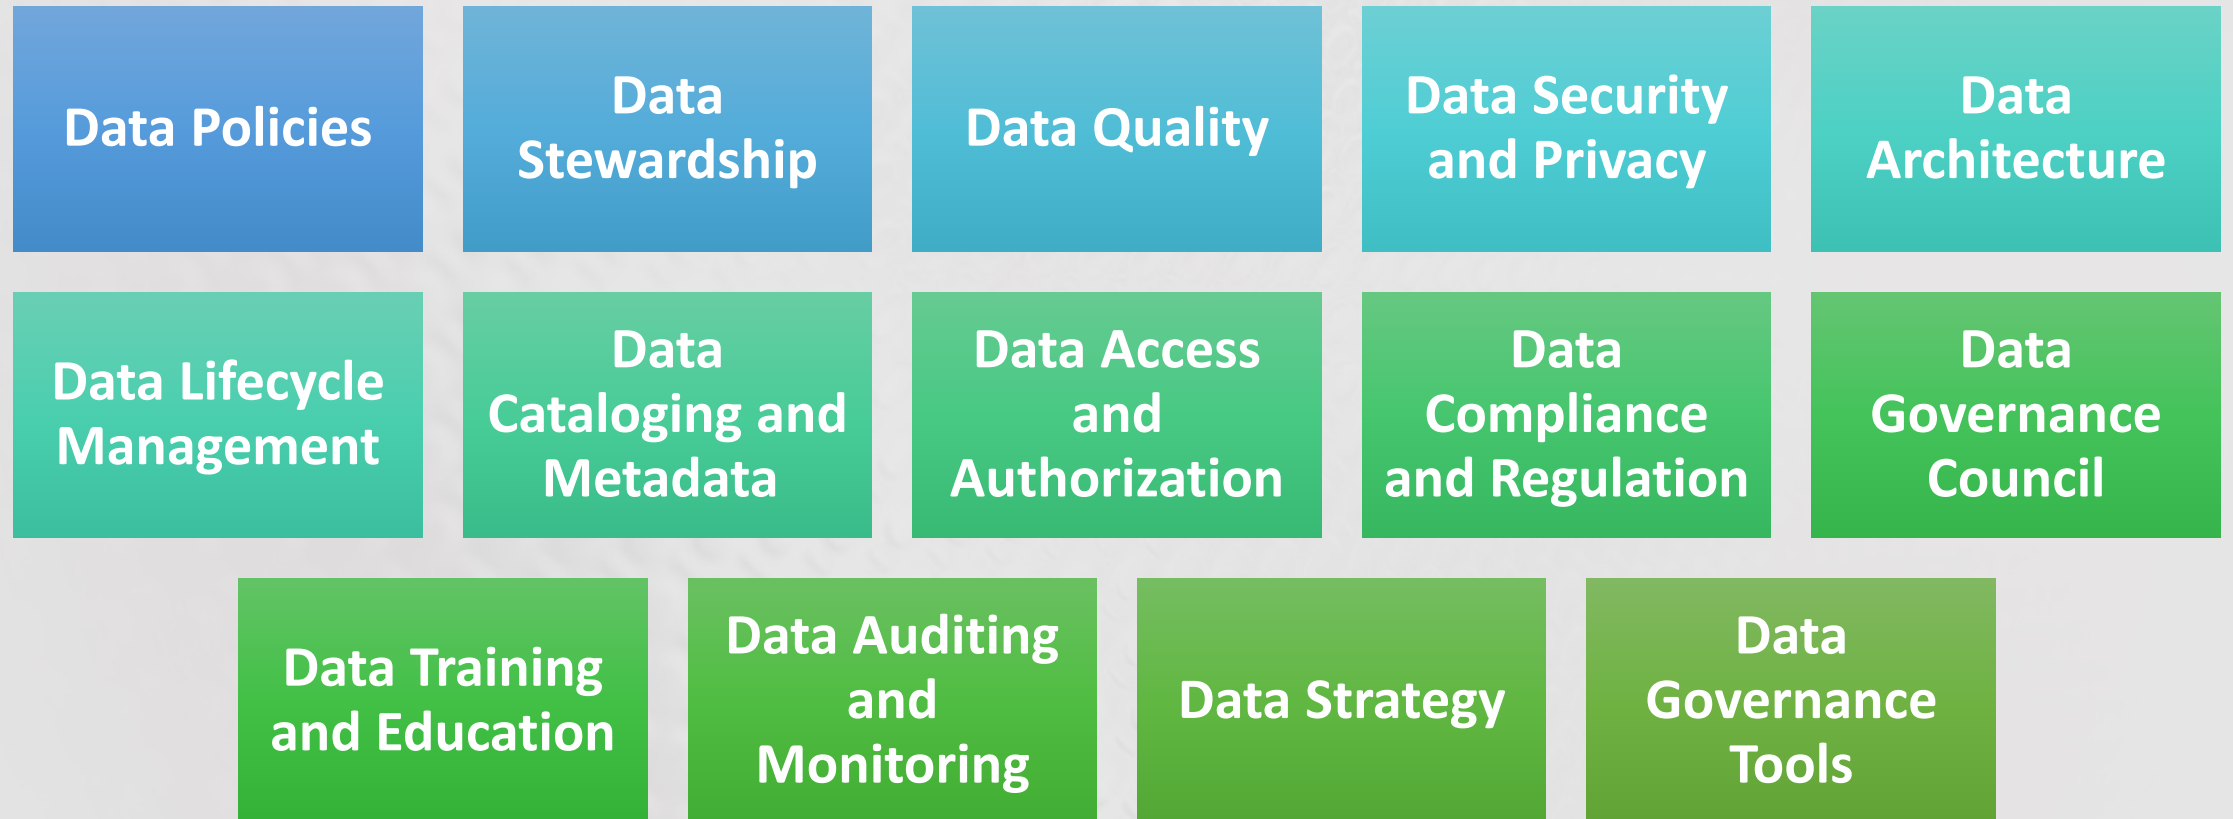 Data Policies
Data
Stewardship
Data Quality
Data Security
and Privacy
Data
Architecture
Data Lifecycle
Management
Data
Cataloging and
Metadata
Data Access
and
Authorization
Data
Compliance
and Regulation
Data
Governance
Council
Data Training
and Education
Data Auditing
and
Monitoring
Data Strategy
Data
Governance
Tools